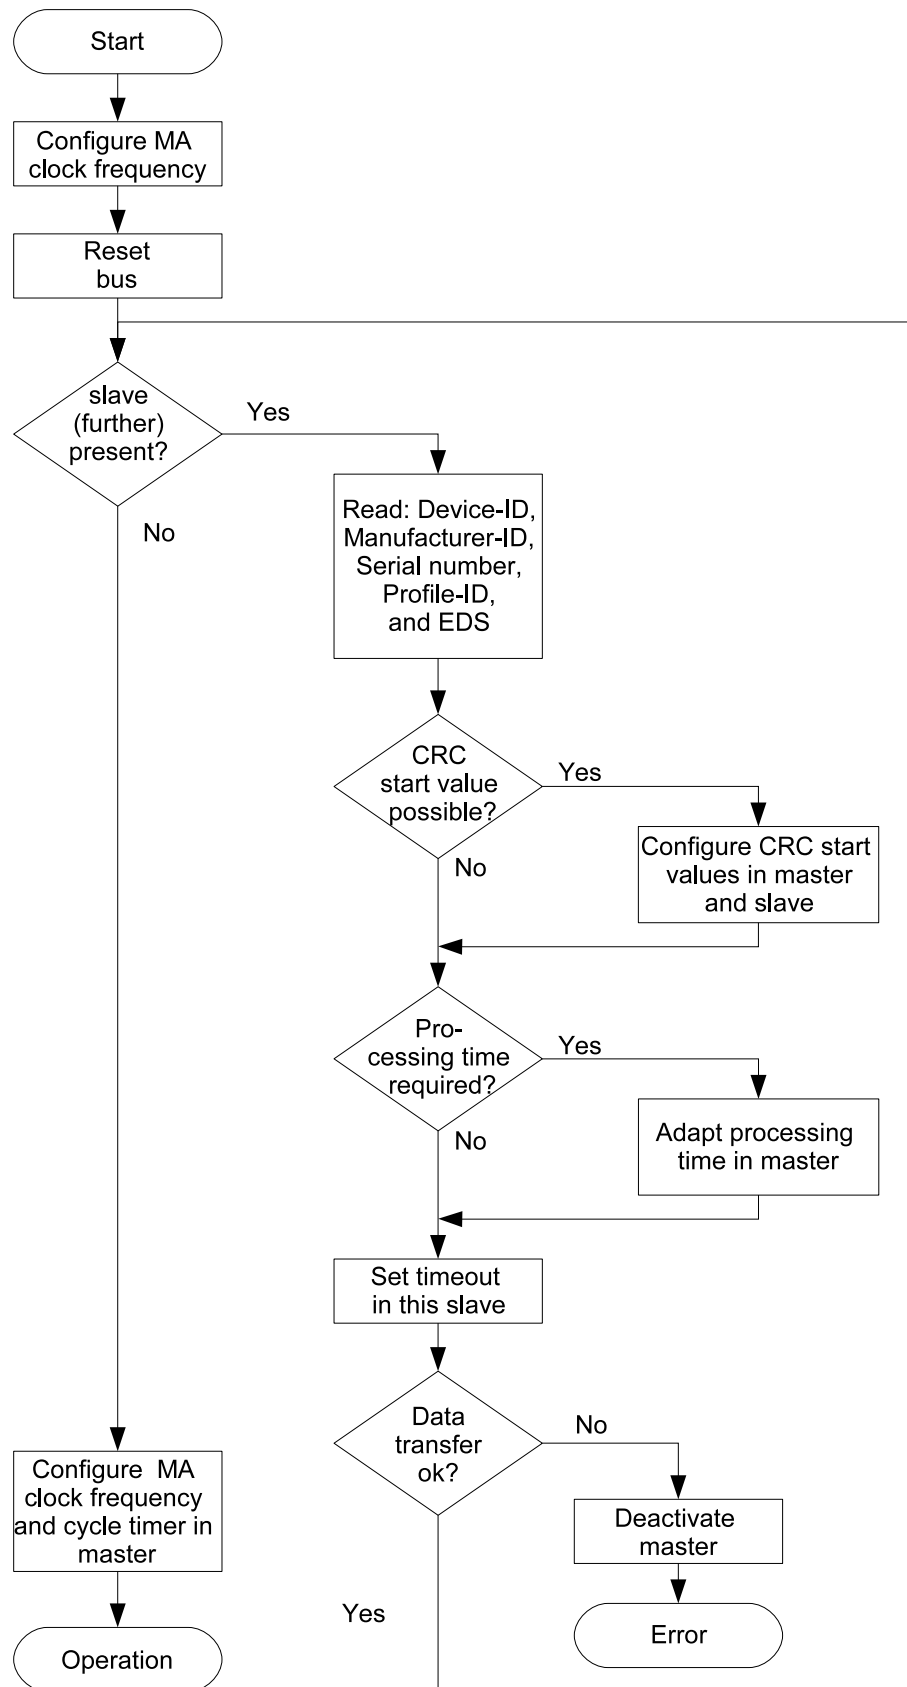 Start
Configure MA
clock frequency
Reset
bus
slave
(further)
present?
Yes
No
Read: Device-ID,
Manufacturer-ID,
Serial number,
Profile-ID,
and EDS
CRC
start value
possible?
Yes
No
Configure CRC start
values in master
and slave
Pro-
cessing time
required?
Yes
No
Adapt processing
time in master
Set timeout
in this slave
Data
transfer
ok?
No
Yes
Deactivate
master
Error
Configure MA
clock frequency
and cycle timer in
master
Operation